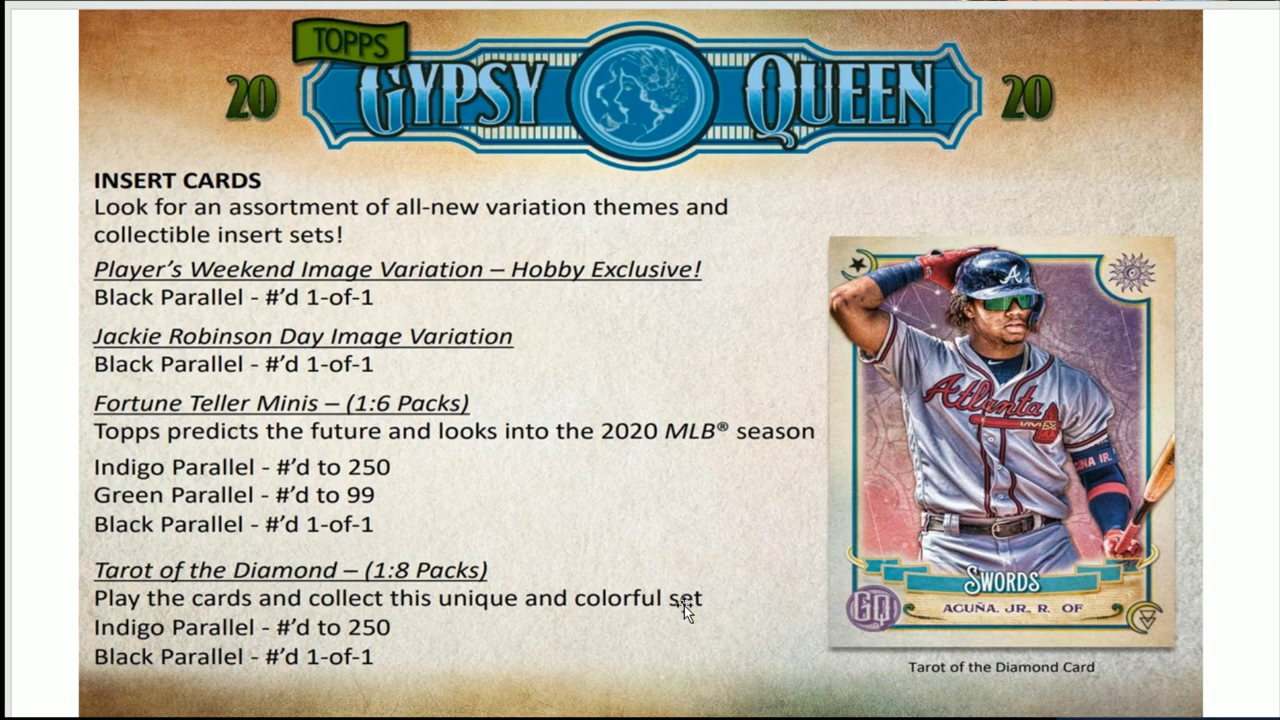 TOPPS
20 GYPSY QUEEN 20
INSERT CARDS
Look for an assortment of all-new variation themes and
collectible insert sets!
Player's Weekend Image Variation – Hobby Exclusive!
Black Parallel - #'d 1-of-1
Jackie Robinson Day Image Variation
Black Parallel - #'d 1-of-1
Fortune Teller Minis – (1:6 Packs)
Topps predicts the future and looks into the 2020 MLB® season
Indigo Parallel - #'d to 250
Green Parallel - #'d to 99
Black Parallel - #'d 1-of-1
Tarot of the Diamond – (1:8 Packs)
Play the cards and collect this unique and colorful set
Indigo Parallel - #'d to 250
Black Parallel - #'d 1-of-1
A
Atlanta
UNA JR.
SWORDS
GQ
ACUÑA. JR., R. OF
Tarot of the Diamond Card